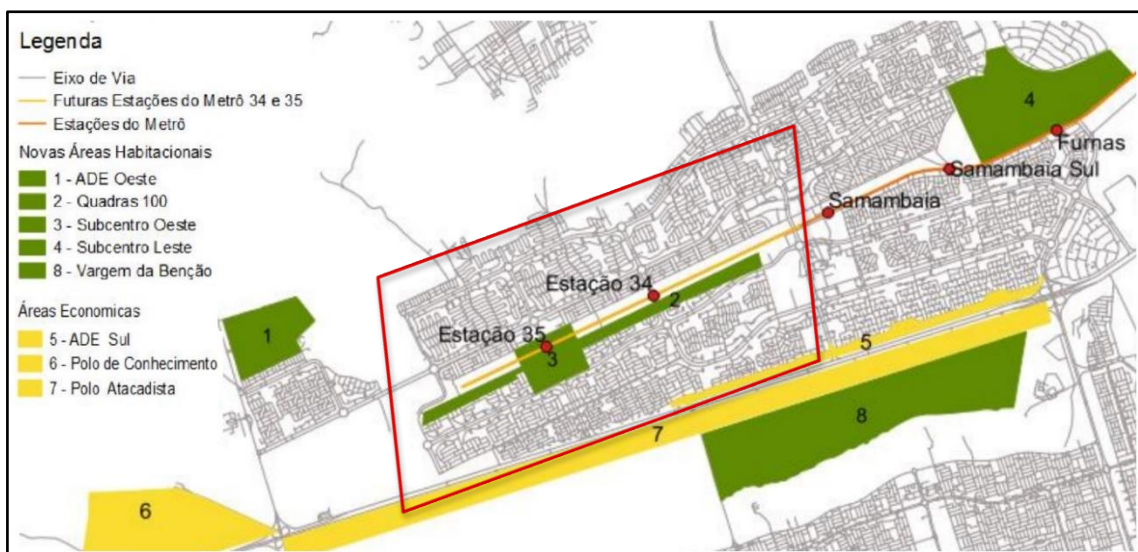 Legenda
Eixo de Via
Futuras Estações do Metrô 34 e 35
Estações do Metrô
Novas Áreas Habitacionais
1 - ADE Oeste
2 - Quadras 100
3 - Subcentro Oeste
4 - Subcentro Leste
8 - Vargem da Benção
Áreas Economicas
5 - ADE Sul
6 - Polo de Conhecimento
7 - Polo Atacadista
4
Furnas
Samambaia Sul
Samambaia
Estação 34
2
Estação 35
3
1
5
8
7
6